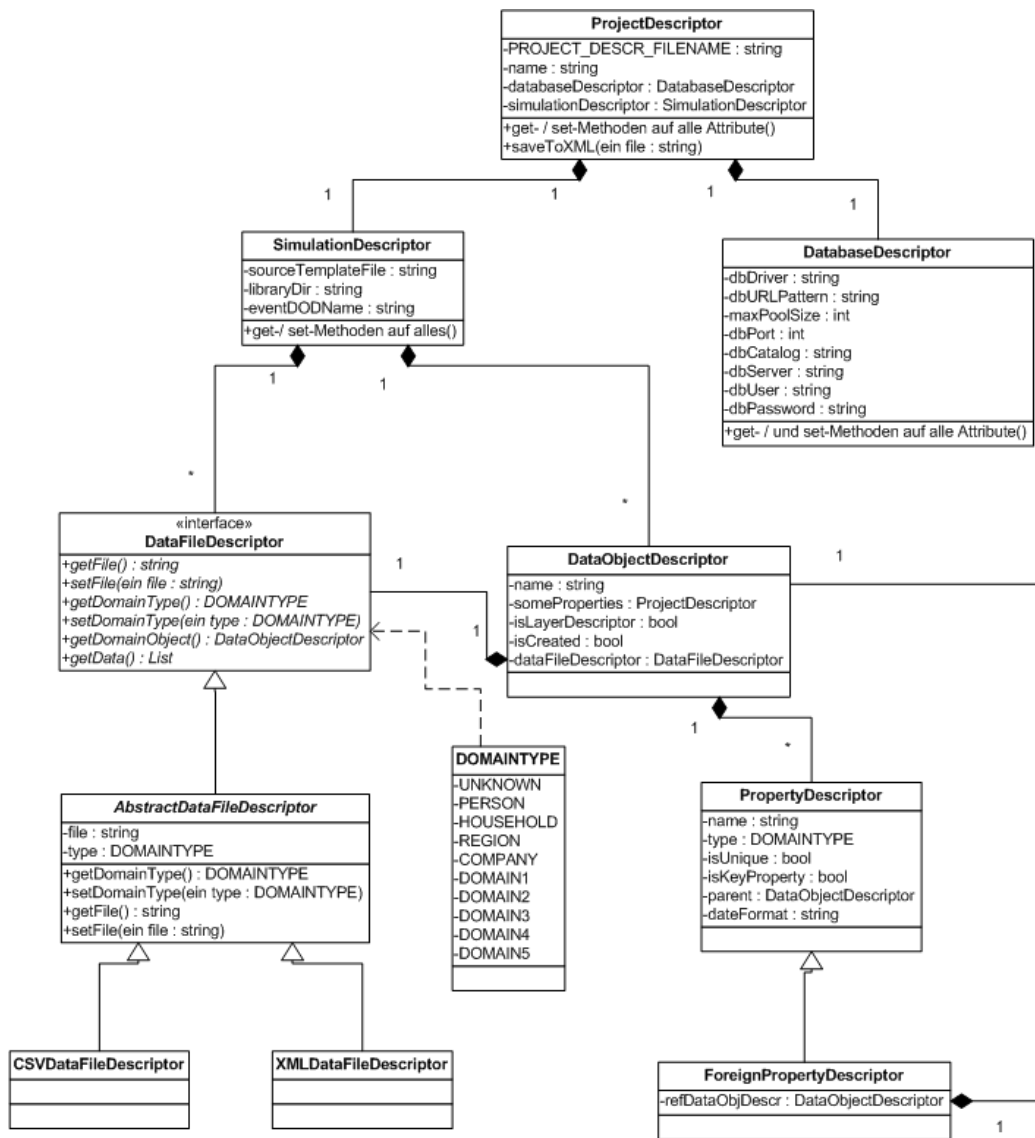 ProjectDescriptor
-PROJECT_DESCR_FILENAME : string
-name : string
-databaseDescriptor : DatabaseDescriptor
-simulationDescriptor : SimulationDescriptor
+get- / set-Methoden auf alle Attribute()
+saveToXML(ein file : string)
1
1
1
1
SimulationDescriptor
-sourceTemplateFile : string
-libraryDir : string
-eventDODName : string
+get-/ set-Methoden auf alles()
DatabaseDescriptor
-dbDriver : string
-dbURLPattern : string
-maxPoolSize : int
-dbPort : int
-dbCatalog : string
-dbServer : string
-dbUser : string
-dbPassword : string
+get- / und set-Methoden auf alle Attribute()
1
1
*
*
«interface»
DataFileDescriptor
+getFile() : string
+setFile(ein file : string)
+getDomainType() : DOMAINTYPE
+setDomainType(ein type : DOMAINTYPE)
+getDomainObject() : DataObjectDescriptor
+getData() : List
1
1
DataObjectDescriptor
-name : string
-someProperties : ProjectDescriptor
-isLayerDescriptor : bool
-isCreated : bool
-dataFileDescriptor : DataFileDescriptor
1
1
*
DOMAINTYPE
-UNKNOWN
-PERSON
-HOUSEHOLD
-REGION
-COMPANY
-DOMAIN1
-DOMAIN2
-DOMAIN3
-DOMAIN4
-DOMAIN5
AbstractDataFileDescriptor
-file : string
-type : DOMAINTYPE
+getDomainType() : DOMAINTYPE
+setDomainType(ein type : DOMAINTYPE)
+getFile() : string
+setFile(ein file : string)
PropertyDescriptor
-name : string
-type : DOMAINTYPE
-isUnique : bool
-isKeyProperty : bool
-parent : DataObjectDescriptor
-dateFormat : string
CSVDataFileDescriptor
XMLDataFileDescriptor
ForeignPropertyDescriptor
-refDataObjDescr : DataObjectDescriptor
1